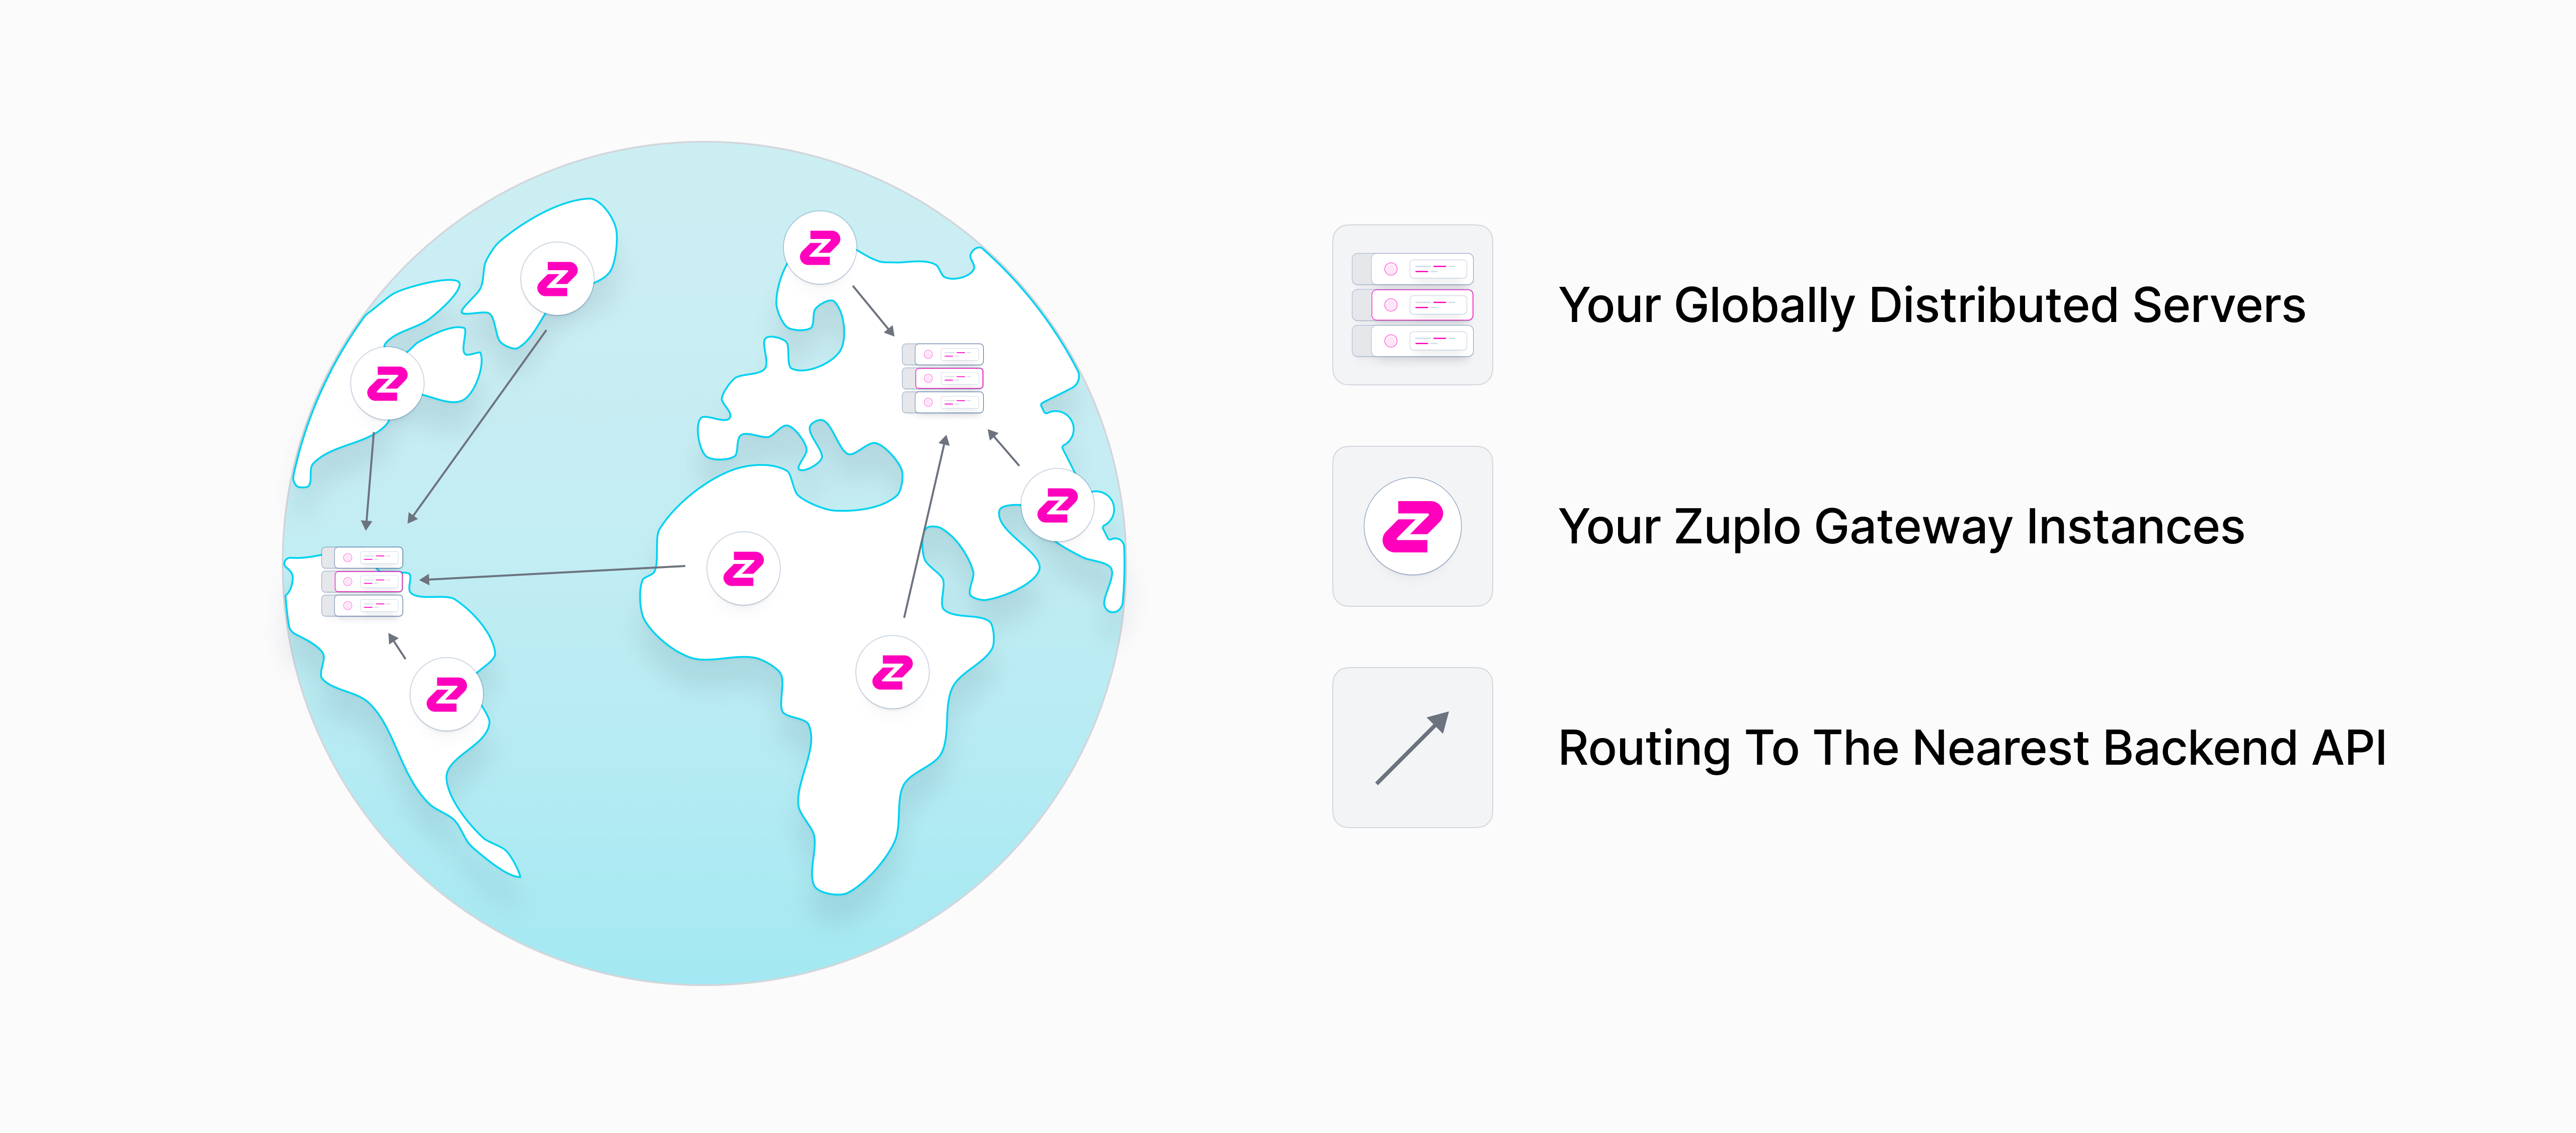 Your Globally Distributed Servers
Your Zuplo Gateway Instances
Routing To The Nearest Backend API